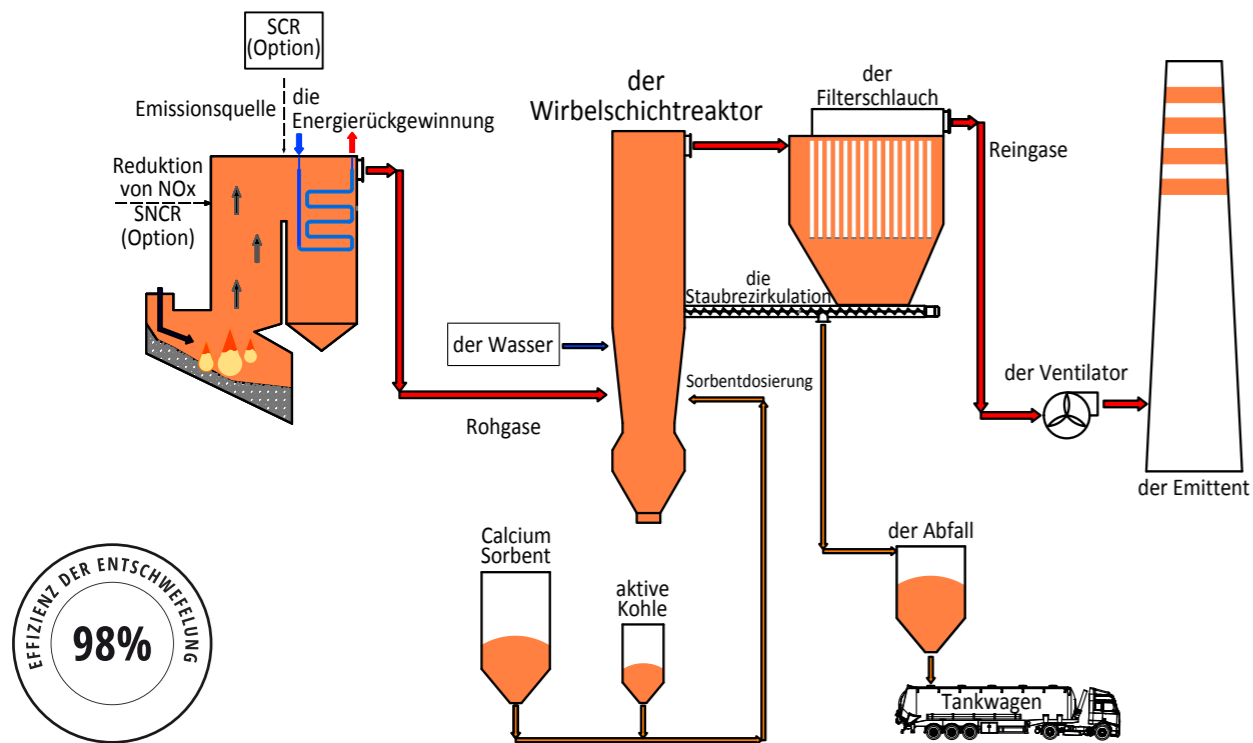 SCR
(Option)
Emissionsquelle
die
Energierückgewinnung
Reduktion
von NOx
SNCR
(Option)
der
Wirbelschichtreaktor
der
Filterschlauch
Reingase
die
Staubrezirkulation
der Wasser
Sorbentdosierung
Rohgase
der Ventilator
der Emittent
Calcium
Sorbent
aktive
Kohle
der Abfall
Tankwagen
EFFIZIENZ DER ENTSCHWEFELUNG
98%